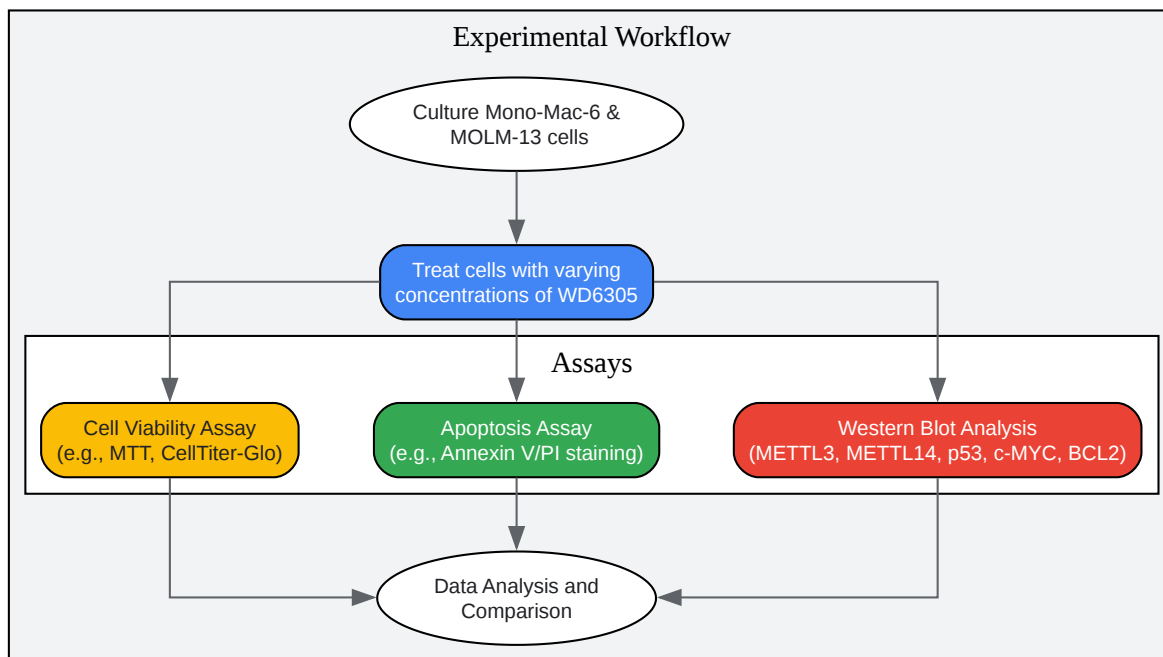 Experimental Workflow
Culture Mono-Mac-6 &
MOLM-13 cells
Treat cells with varying
concentrations of WD6305
Assays
Cell Viability Assay
(e.g., MTT, CellTiter-Glo)
Apoptosis Assay
(e.g., Annexin V/PI staining)
Western Blot Analysis
(METTL3, METTL14, p53, c-MYC, BCL2)
Data Analysis and
Comparison